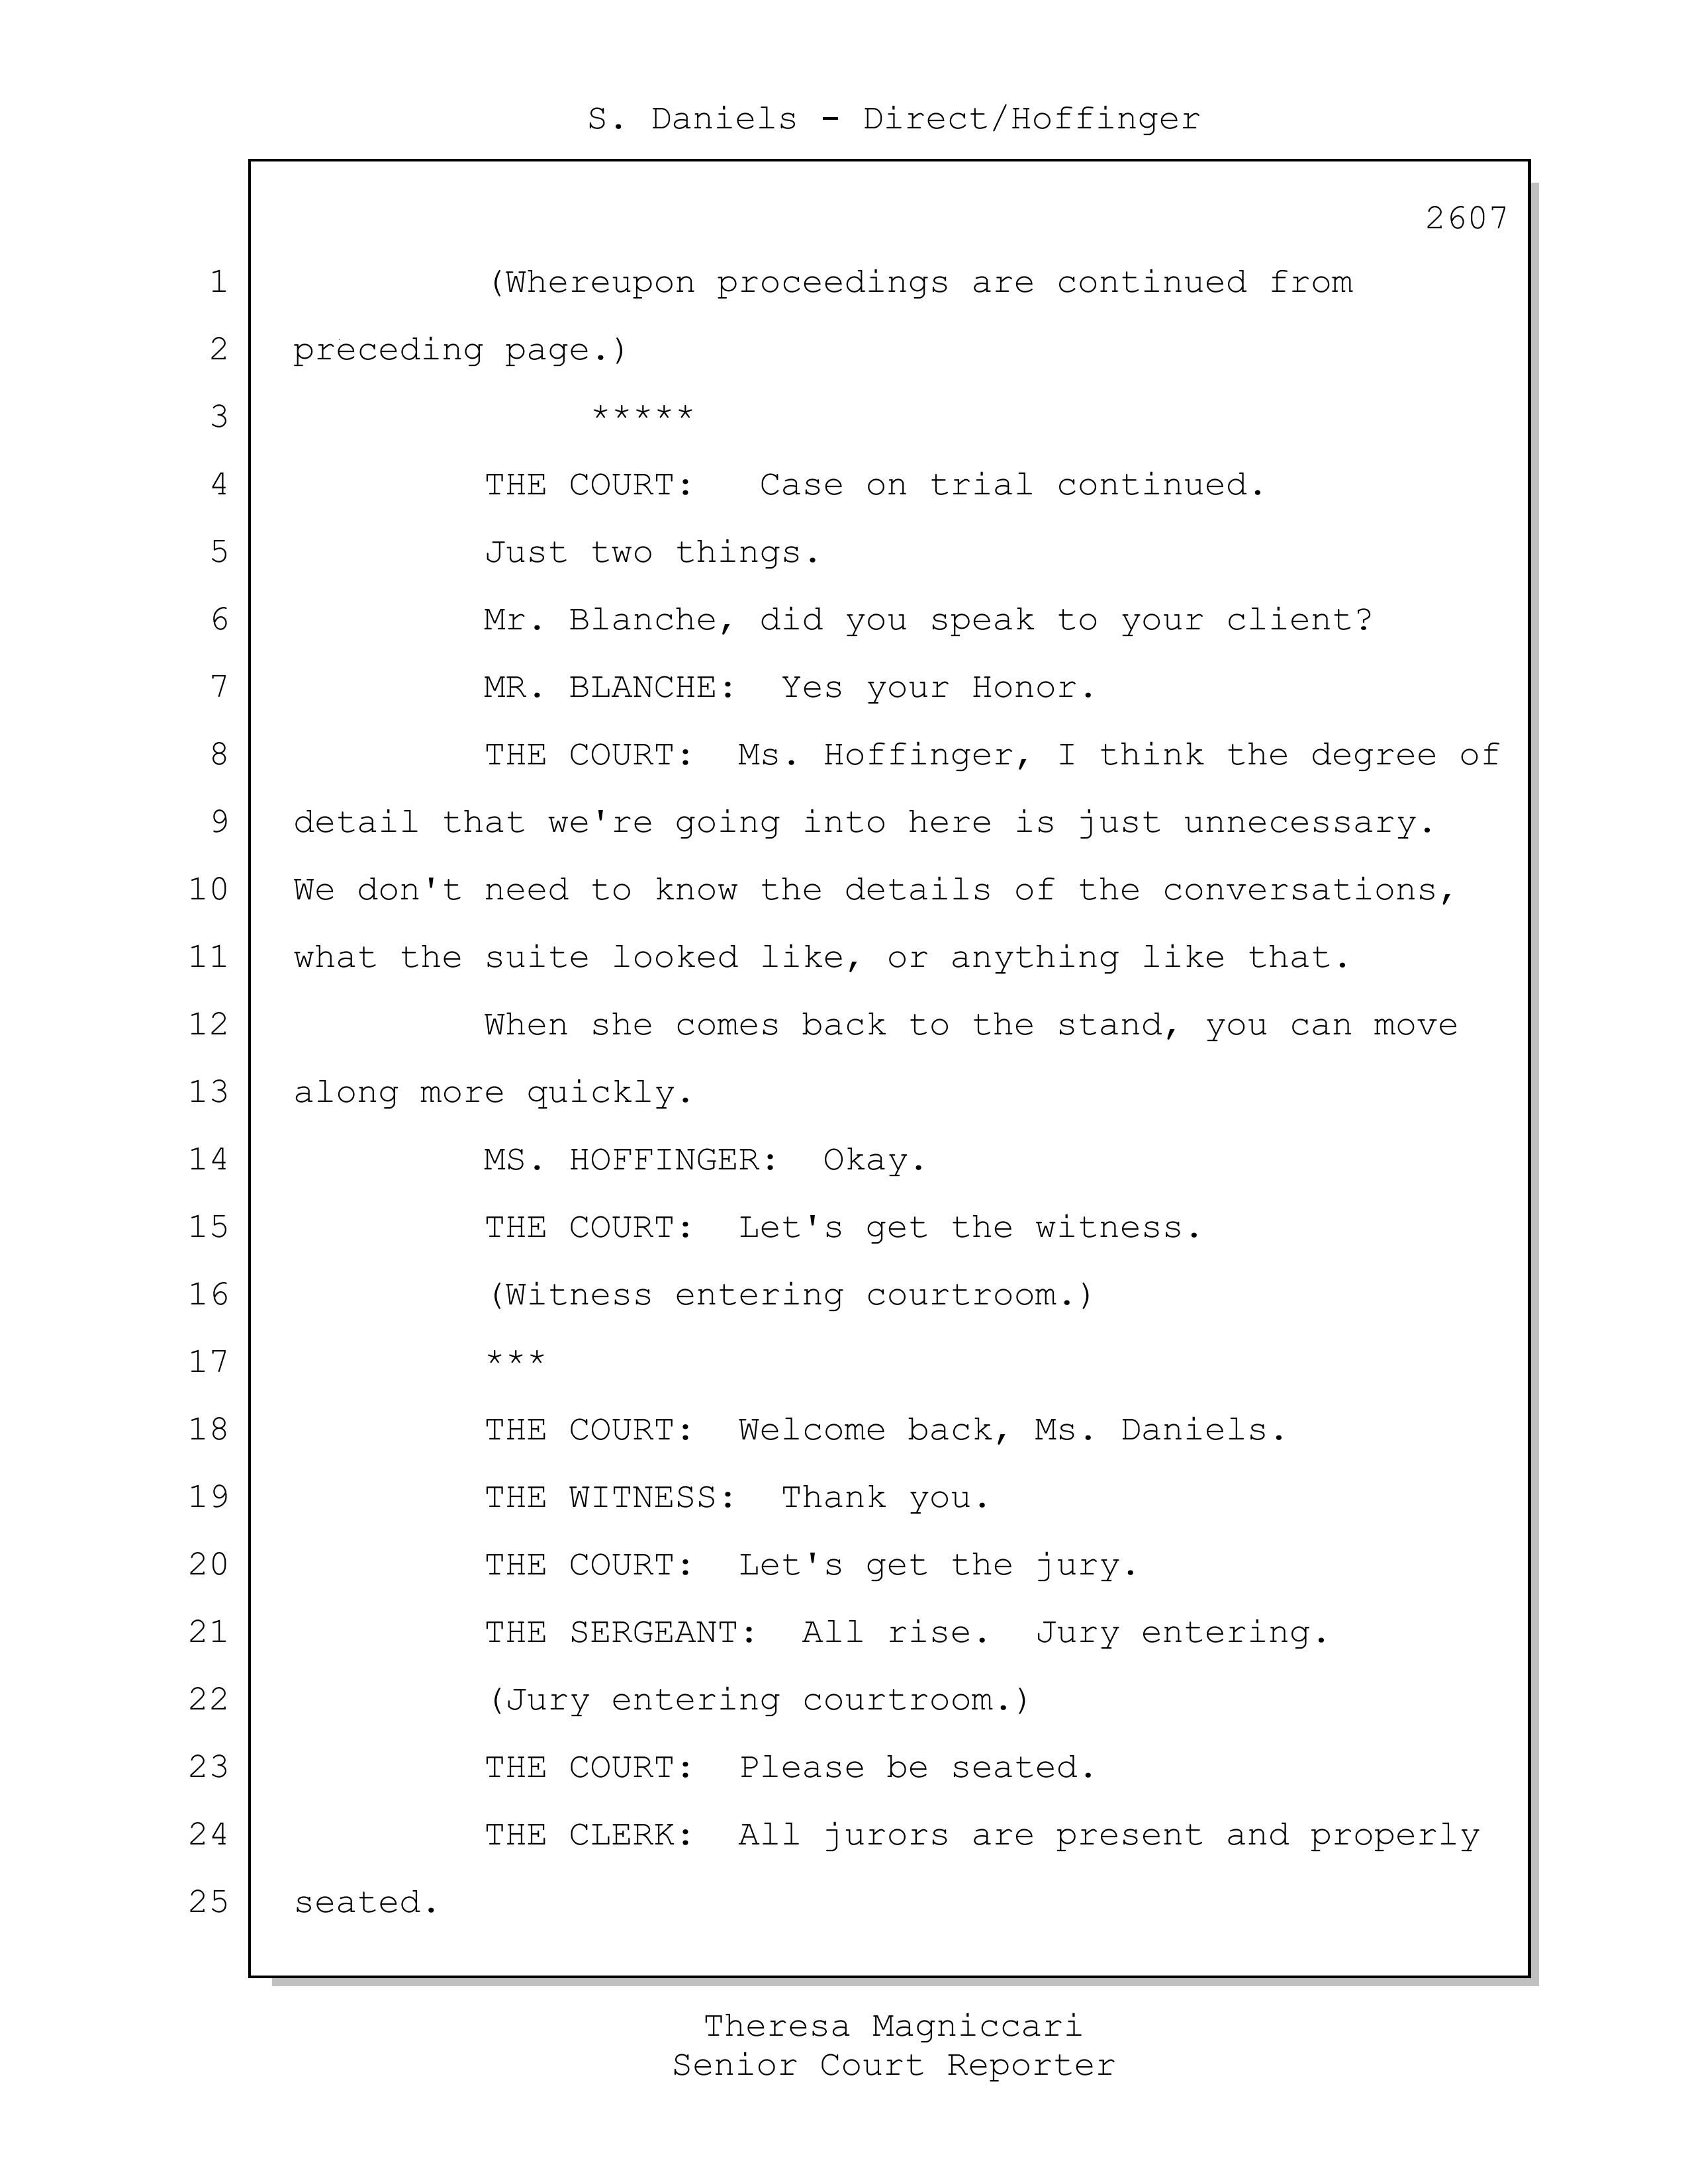 S. Daniels - Direct/Hoffinger
2607
1 (Whereupon proceedings are continued from
2 preceding page.)
3 *****
4 THE COURT: Case on trial continued.
5 Just two things.
6 Mr. Blanche, did you speak to your client?
7 MR. BLANCHE: Yes your Honor.
8 THE COURT: Ms. Hoffinger, I think the degree of
9 detail that we're going into here is just unnecessary.
10 We don't need to know the details of the conversations,
11 what the suite looked like, or anything like that.
12 When she comes back to the stand, you can move
13 along more quickly.
14 MS. HOFFINGER: Okay.
15 THE COURT: Let's get the witness.
16 (Witness entering courtroom.)
17 ***
18 THE COURT: Welcome back, Ms. Daniels.
19 THE WITNESS: Thank you.
20 THE COURT: Let's get the jury.
21 THE SERGEANT: All rise. Jury entering.
22 (Jury entering courtroom.)
23 THE COURT: Please be seated.
24 THE CLERK: All jurors are present and properly
25 seated.
Theresa Magniccari
Senior Court Reporter